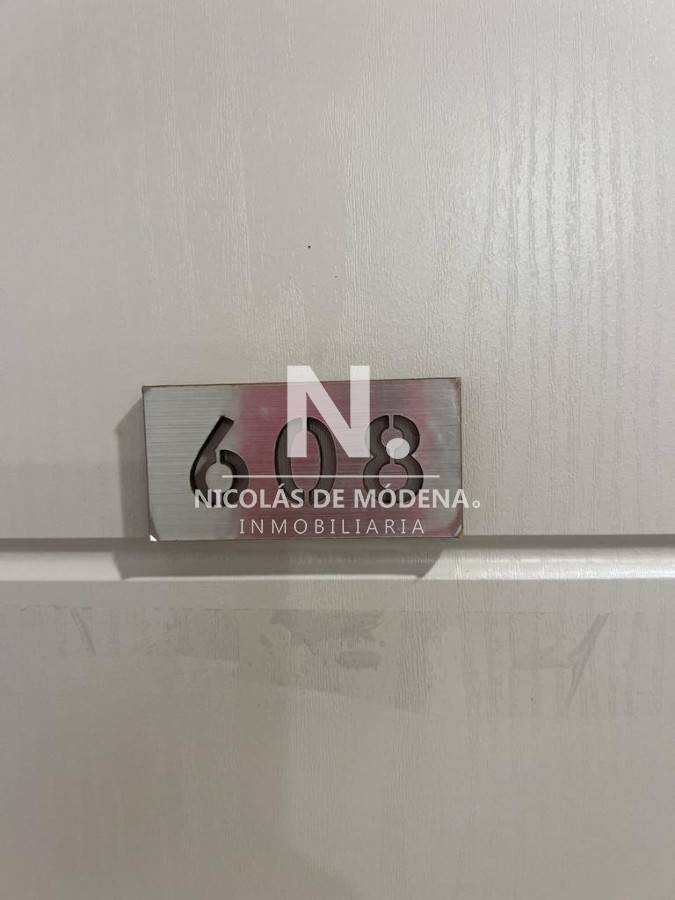 N.
608
NICOLÁS DE MÓDENA
INMOBILIARIA